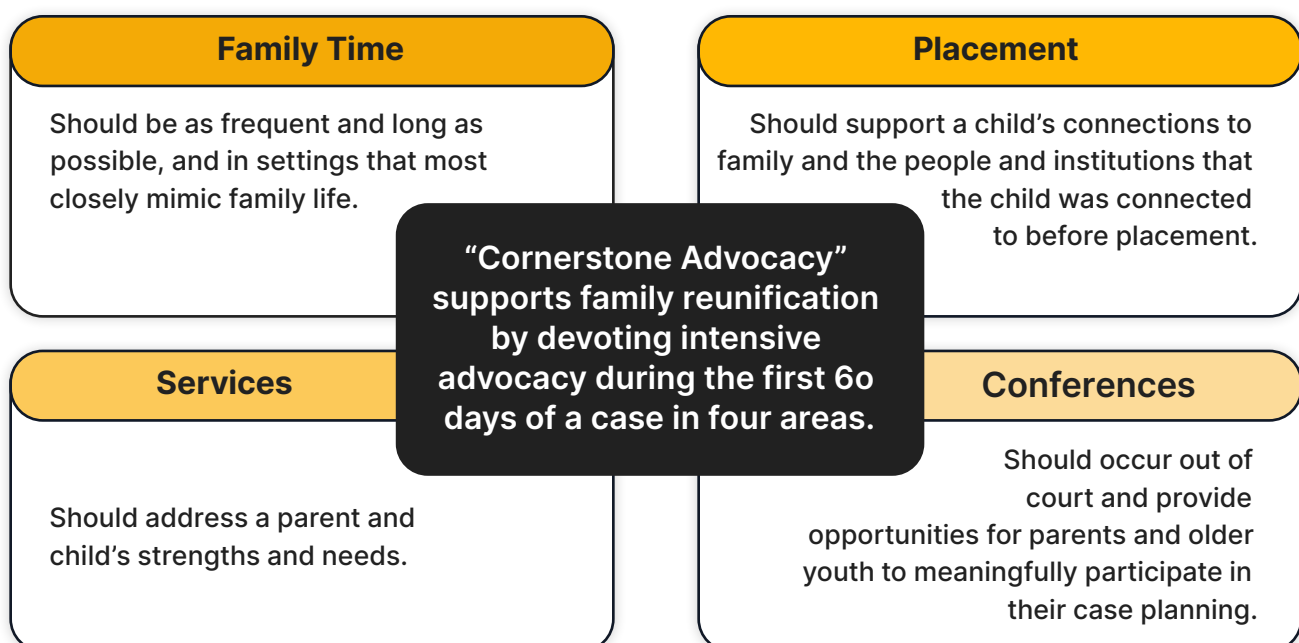 Family Time
Should be as frequent and long as
possible, and in settings that most
closely mimic family life.
Placement
Should support a child’s connections to
family and the people and institutions that
the child was connected
to before placement.
“Cornerstone Advocacy”
supports family reunification
by devoting intensive
advocacy during the first 6o
days of a case in four areas.
Services
Should address a parent and
child’s strengths and needs.
Conferences
Should occur out of
court and provide
opportunities for parents and older
youth to meaningfully participate in
their case planning.